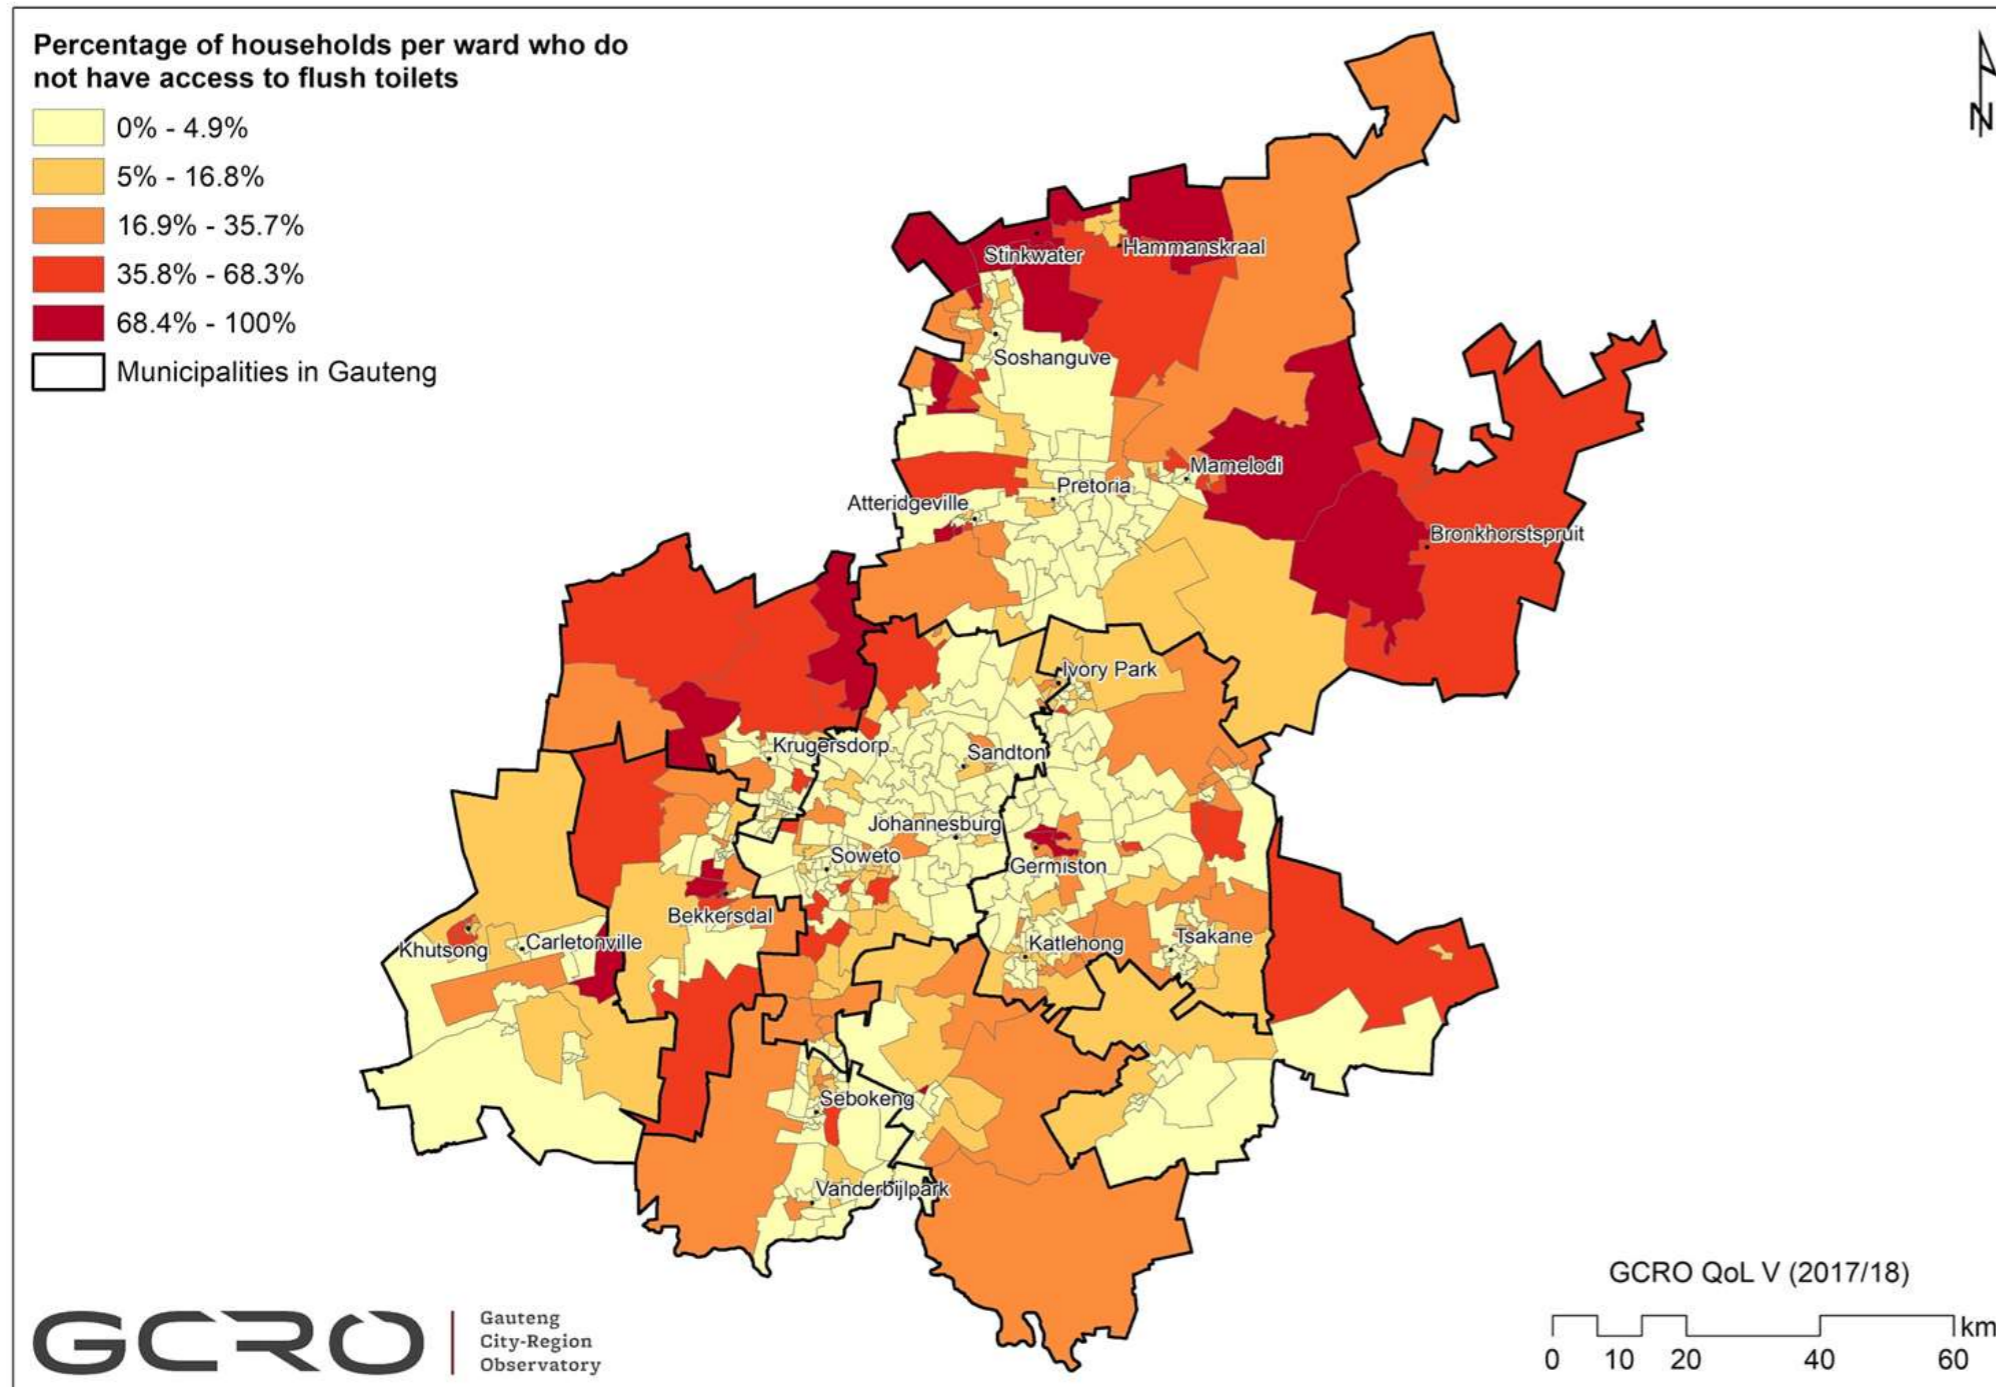 Percentage of households per ward who do
not have access to flush toilets
0% - 4.9%
5% - 16.8%
16.9% - 35.7%
35.8% - 68.3%
68.4% - 100%
Municipalities in Gauteng
N
Stinkwater
Hammanskraal
Soshanguve
Mamelodi
Pretoria
Atteridgeville
Bronkhorstspruit
Ivory Park
Krugersdorp
Sandton
Johannesburg
Soweto
Germiston
Bekkersdal
Khutsong
Carletonville
Katlehong
Tsakane
Sebokeng
Vanderbijlpark
GCRO QoL V (2017/18)
km
0 10 20 40 60
GCRO
Gauteng
City-Region
Observatory